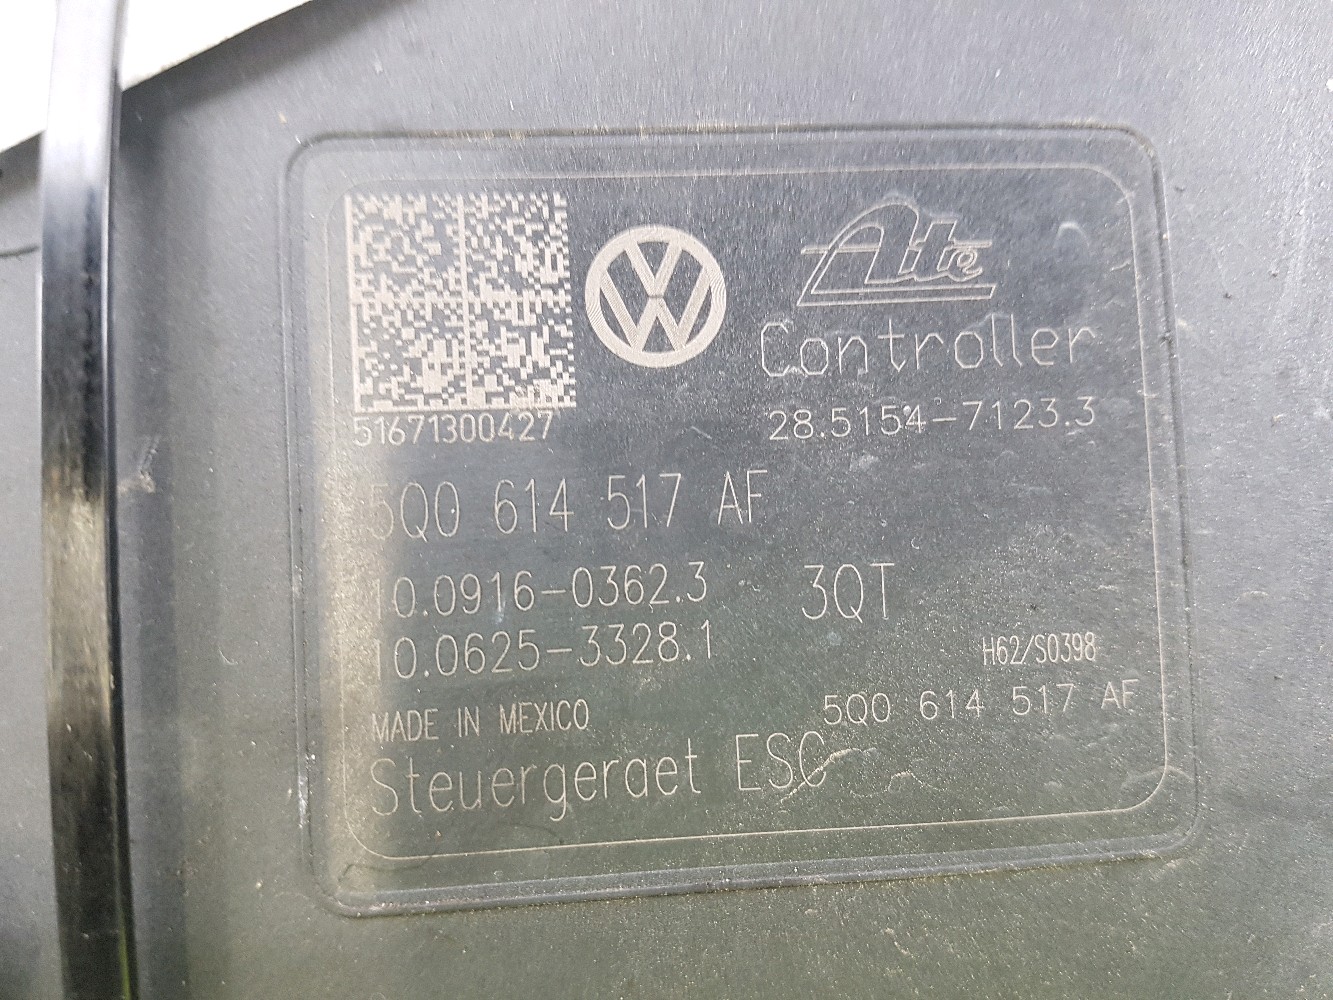 Ate
Controller
51671300427
28.5154-7123.3
5Q0 614 517 AF
10.0916-0362.3 3QT
10.0625-3328.1
H62/S0398
MADE IN MEXICO
5Q0 614 517 AF
Steuergeraet ESC